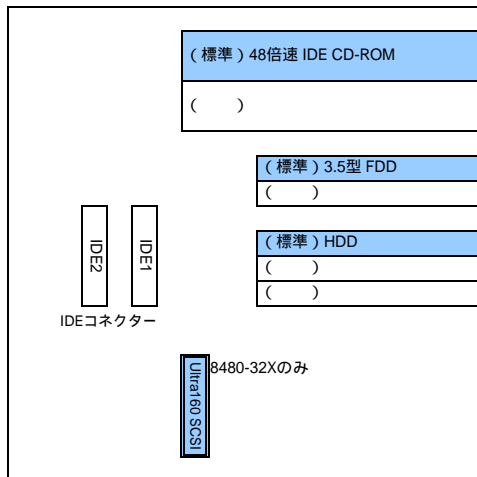 (標準)48倍速 IDE CD-ROM
(　　)
(標準)3.5型 FDD
(　　)
(標準)HDD
(　　)
(　　)
IDE2
IDE1
IDEコネクター
Ultra160 SCSI
8480-32Xのみ